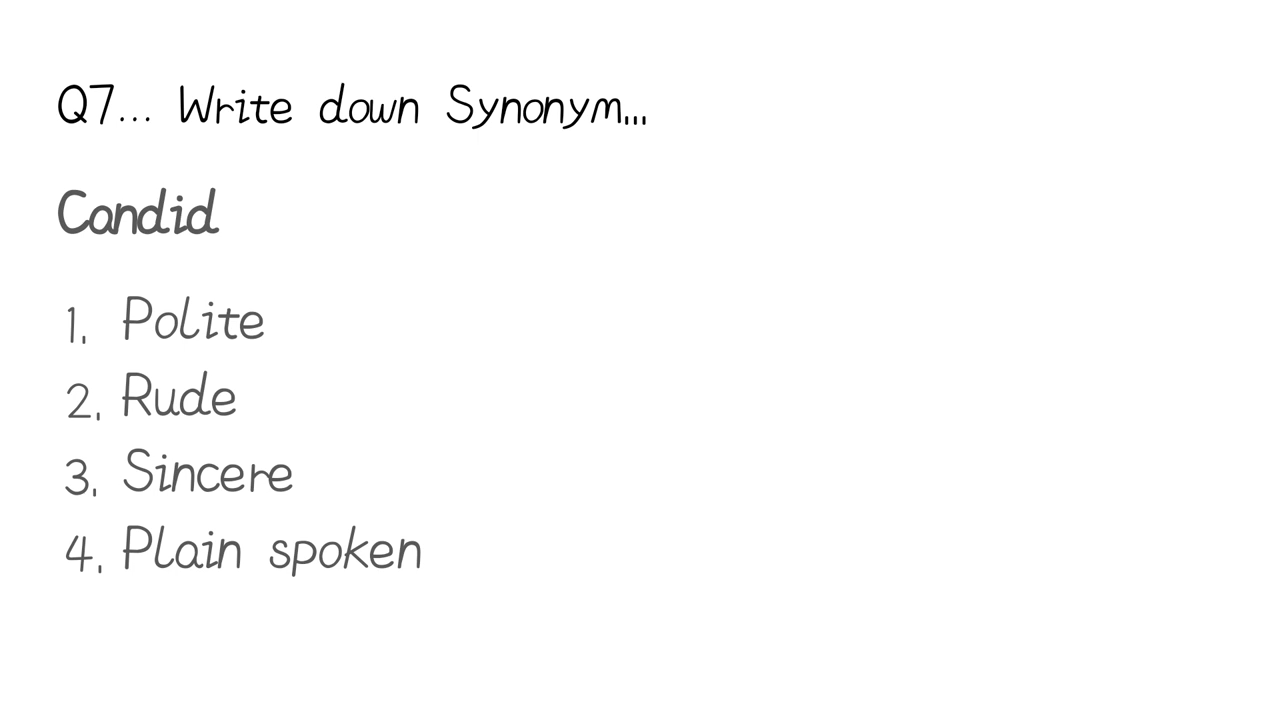 Q7... Write down Synonym...
Candid
1. Polite
2. Rude
3. Sincere
4. Plain spoken